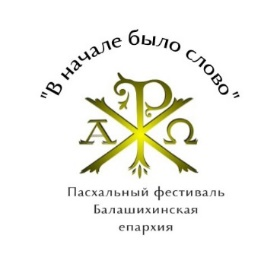 "В начале было слово"
Α Ρ Ω
Пасхальный фестиваль
Балашихинская
епархия